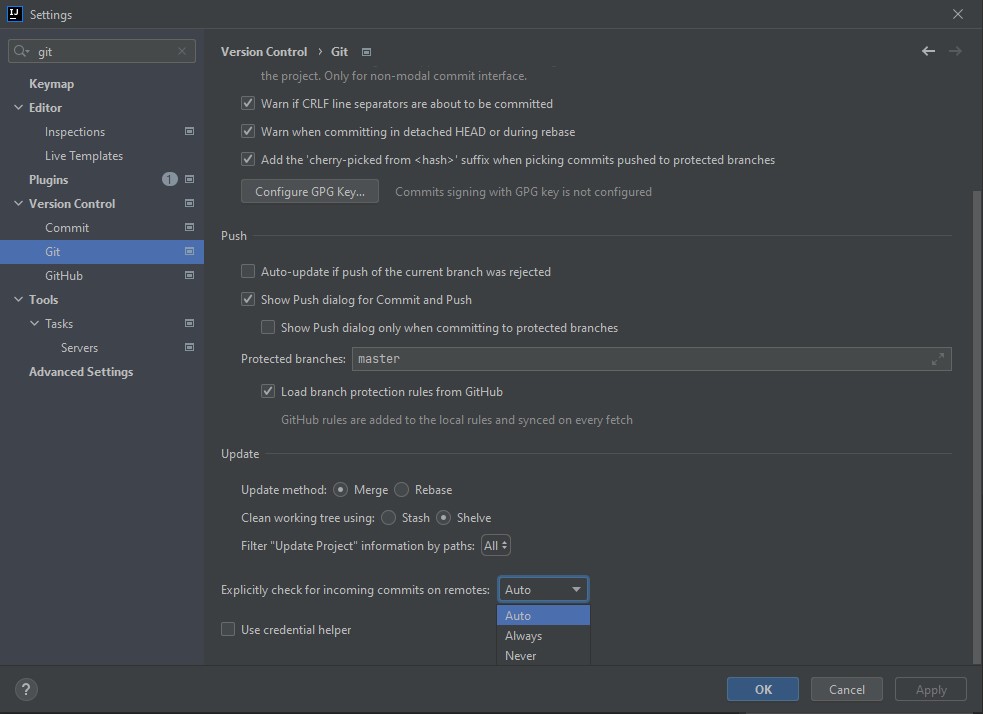 IJ
Settings
git
Version Control › Git
Keymap
Editor
Inspections
Live Templates
Plugins
1
Version Control
Commit
Git
GitHub
Tools
Tasks
Servers
Advanced Settings
the project. Only for non-modal commit interface.
Warn if CRLF line separators are about to be committed
Warn when committing in detached HEAD or during rebase
Add the 'cherry-picked from <hash>' suffix when picking commits pushed to protected branches
Configure GPG Key... Commits signing with GPG key is not configured
Push
Auto-update if push of the current branch was rejected
Show Push dialog for Commit and Push
Show Push dialog only when committing to protected branches
Protected branches: master
Load branch protection rules from GitHub
GitHub rules are added to the local rules and synced on every fetch
Update
Update method: Merge Rebase
Clean working tree using: Stash Shelve
Filter "Update Project" information by paths: All
Explicitly check for incoming commits on remotes: Auto
Auto
Always
Never
Use credential helper
?
OK Cancel Apply